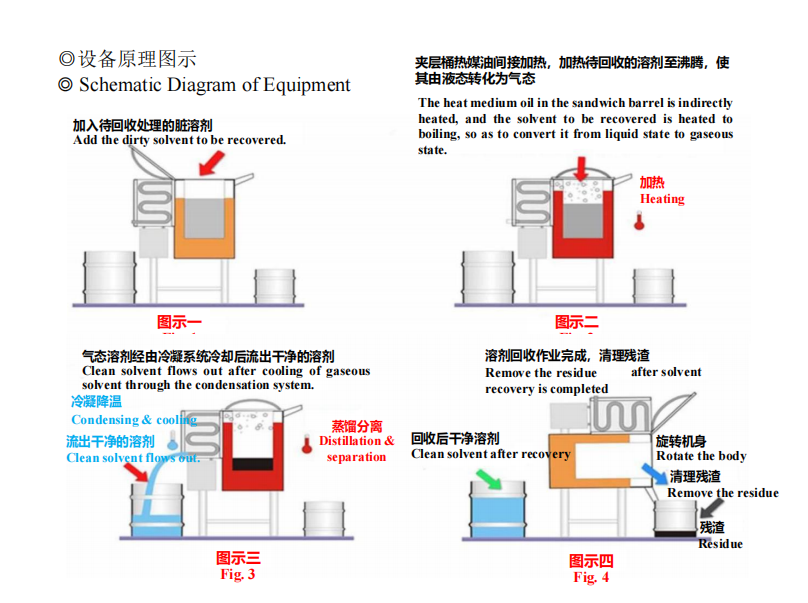 ◎设备原理图示
◎ Schematic Diagram of Equipment
夹层桶热媒油间接加热，加热待回收的溶剂至沸腾，使
其由液态转化为气态
The heat medium oil in the sandwich barrel is indirectly
heated, and the solvent to be recovered is heated to
boiling, so as to convert it from liquid state to gaseous
state.
加入待回收处理的脏溶剂
Add the dirty solvent to be recovered.
加热
Heating
图示一
图示二
气态溶剂经由冷凝系统冷却后流出干净的溶剂
Clean solvent flows out after cooling of gaseous
solvent through the condensation system.
冷凝降温
Condensing & cooling
流出干净的溶剂
Clean solvent flows out.
蒸馏分离
Distillation &
separation
图示三
Fig. 3
溶剂回收作业完成，清理残渣
Remove the residue after solvent
recovery is completed
回收后干净溶剂
Clean solvent after recovery
旋转机身
Rotate the body
清理残渣
Remove the residue
残渣
Residue
图示四
Fig. 4